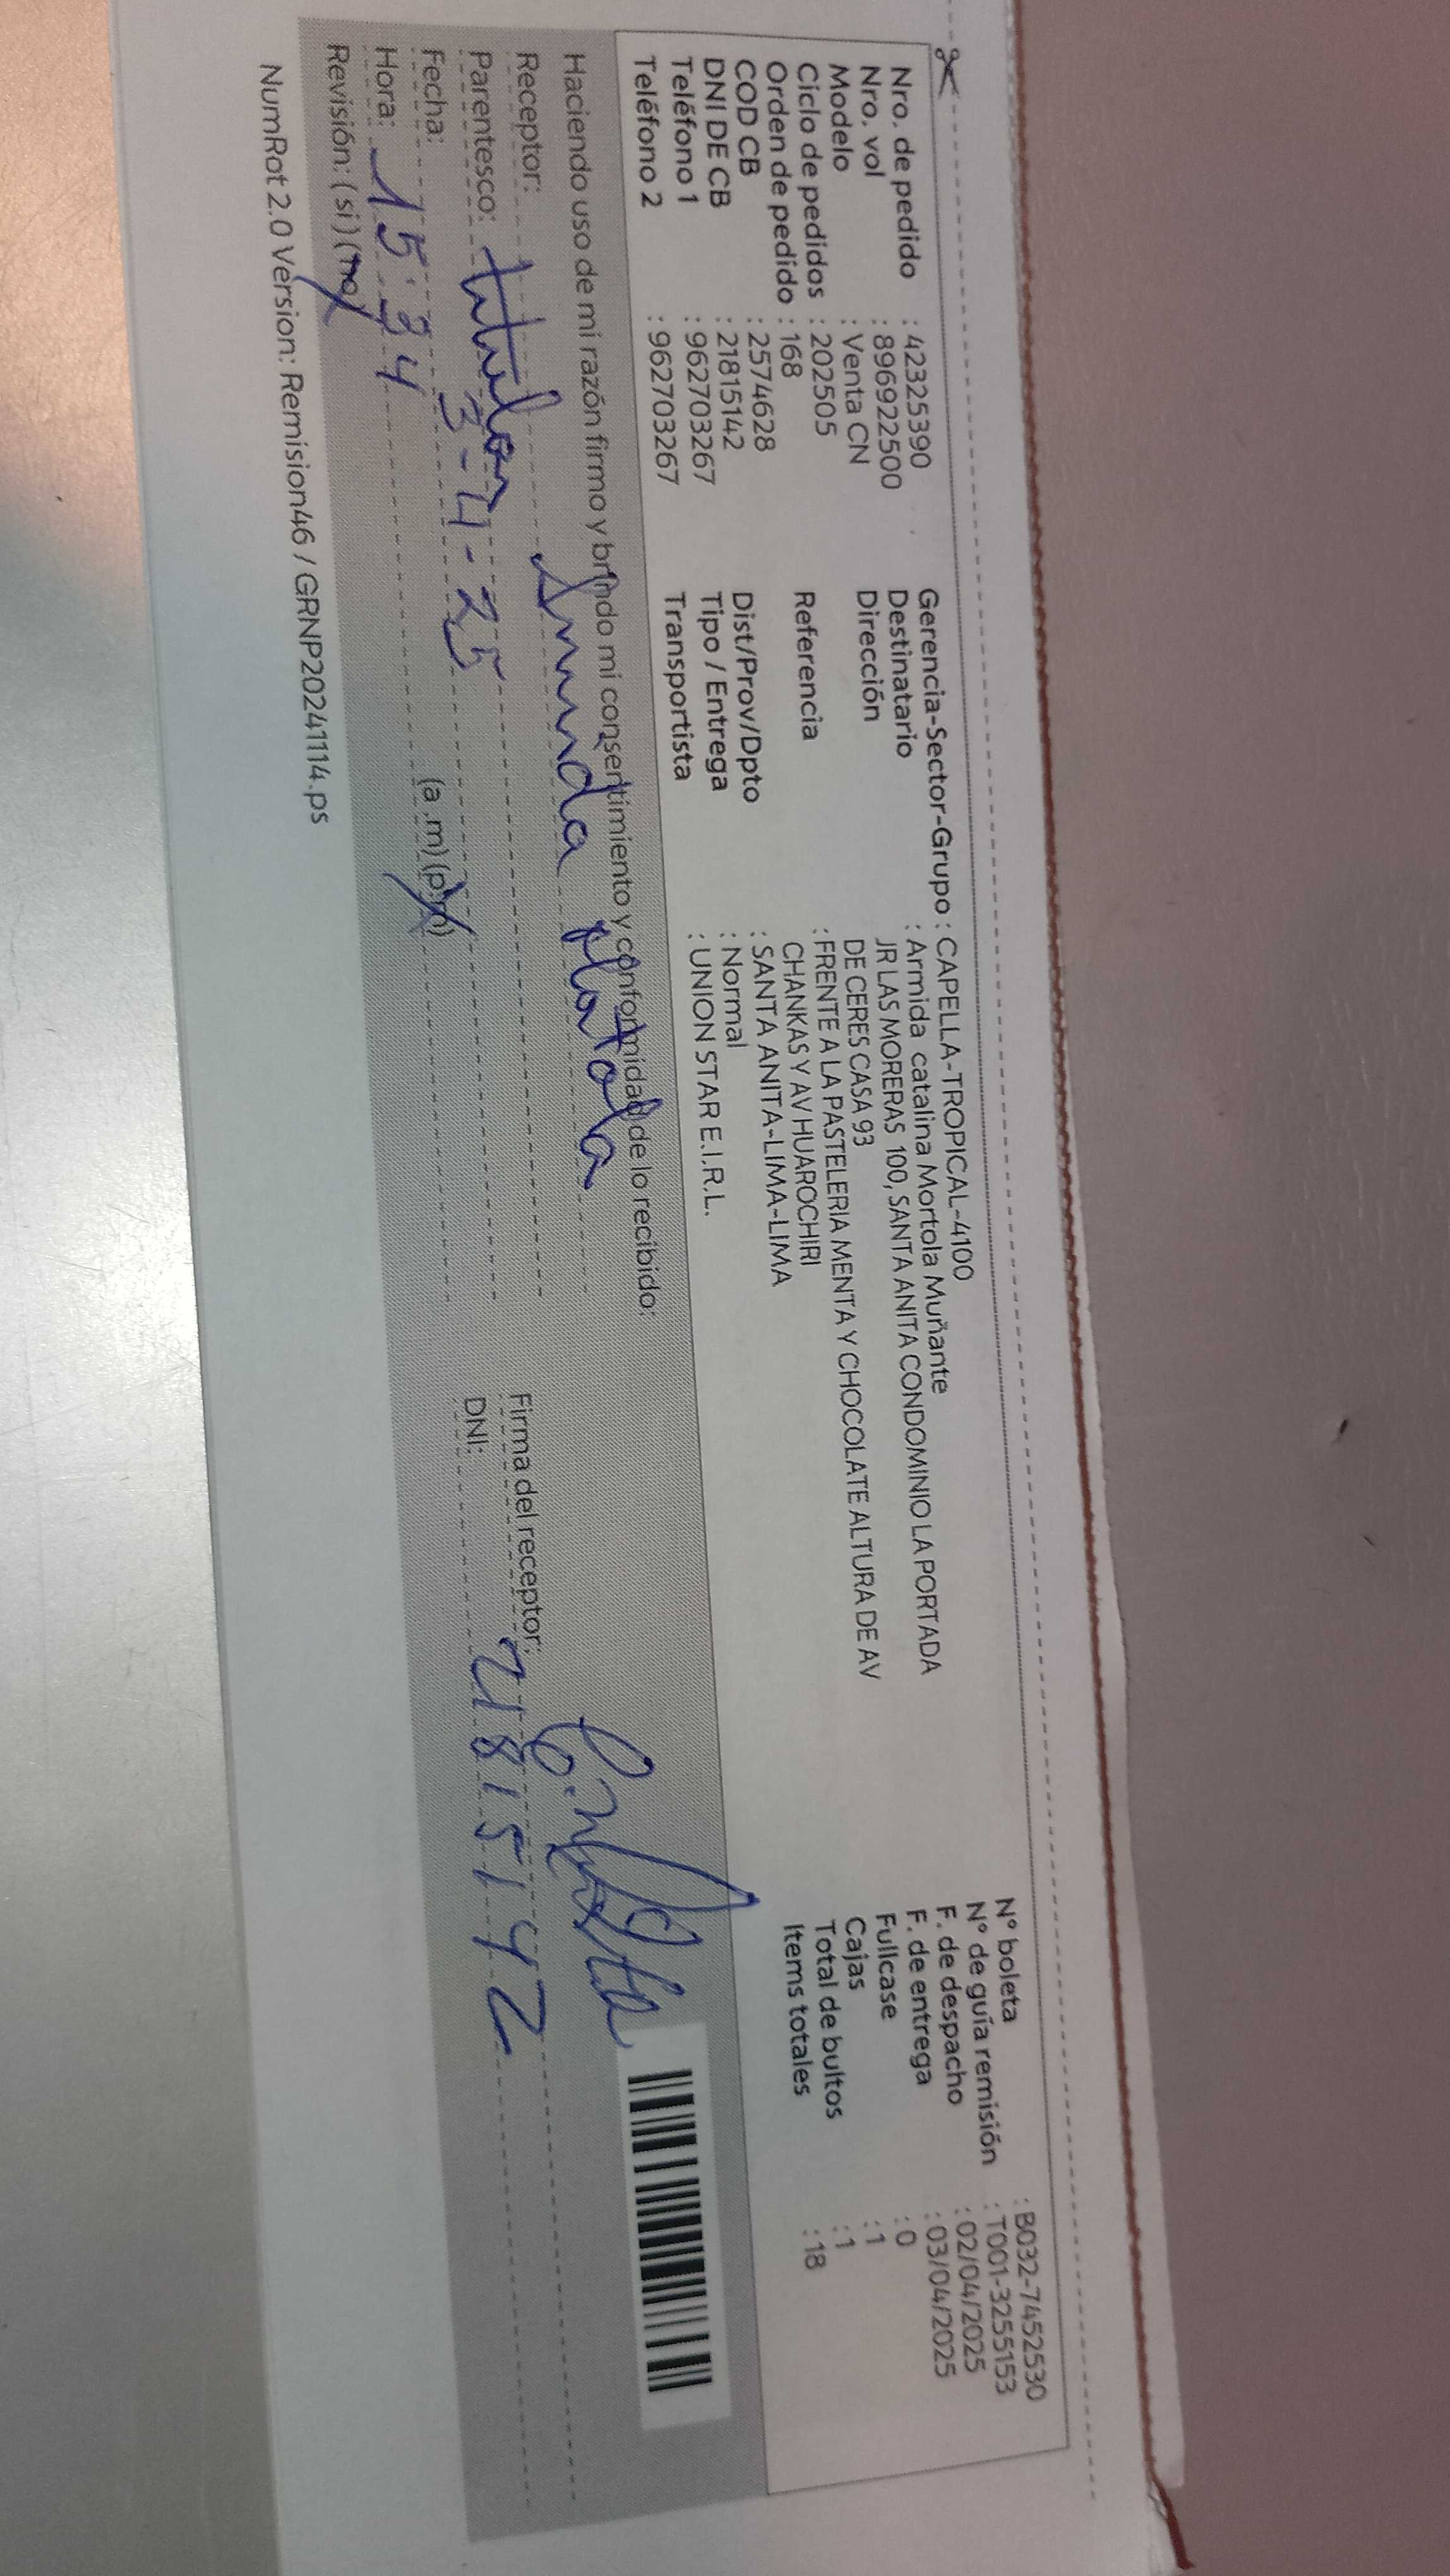 Nro. de pedido : 42325390
Nro. vol : 896922500
Modelo : Venta CN
Ciclo de pedidos : 202505
Orden de pedido : 168
COD CB : 2574628
DNI DE CB : 21815142
Teléfono 1 : 962703267
Teléfono 2 : 962703267
Gerencia-Sector-Grupo : CAPELLA-TROPICAL-4100
Destinatario : Armida catalina Mortola Muñante
Dirección JR LAS MORERAS 100, SANTA ANITA CONDOMINIO LA PORTADA
DE CERES CASA 93
Referencia : FRENTE A LA PASTELERIA MENTA Y CHOCOLATE ALTURA DE AV
CHANKAS Y AV HUAROCHIRI
Dist/Prov/Dpto : SANTA ANITA-LIMA-LIMA
Tipo / Entrega : Normal
Transportista : UNION STAR E.I.R.L.
N° boleta : B032-7452530
N° de guía remisión : T001-3255153
F. de despacho : 02/04/2025
F. de entrega : 03/04/2025
Fullcase : 0
Cajas : 1
Total de bultos : 1
Items totales : 18
Haciendo uso de mi razón firmo y brindo mi consentimiento y conformidad de lo recibido:
Receptor: Armida
Parentesco: titular
Fecha: 3-4-25
Hora: 15:34 (a.m) (p.m)
Revisión: (si) (no)
Firma del receptor:
DNI: 21815142
NumRot 2.0 Version: Remision46 / GRNP20241114.ps